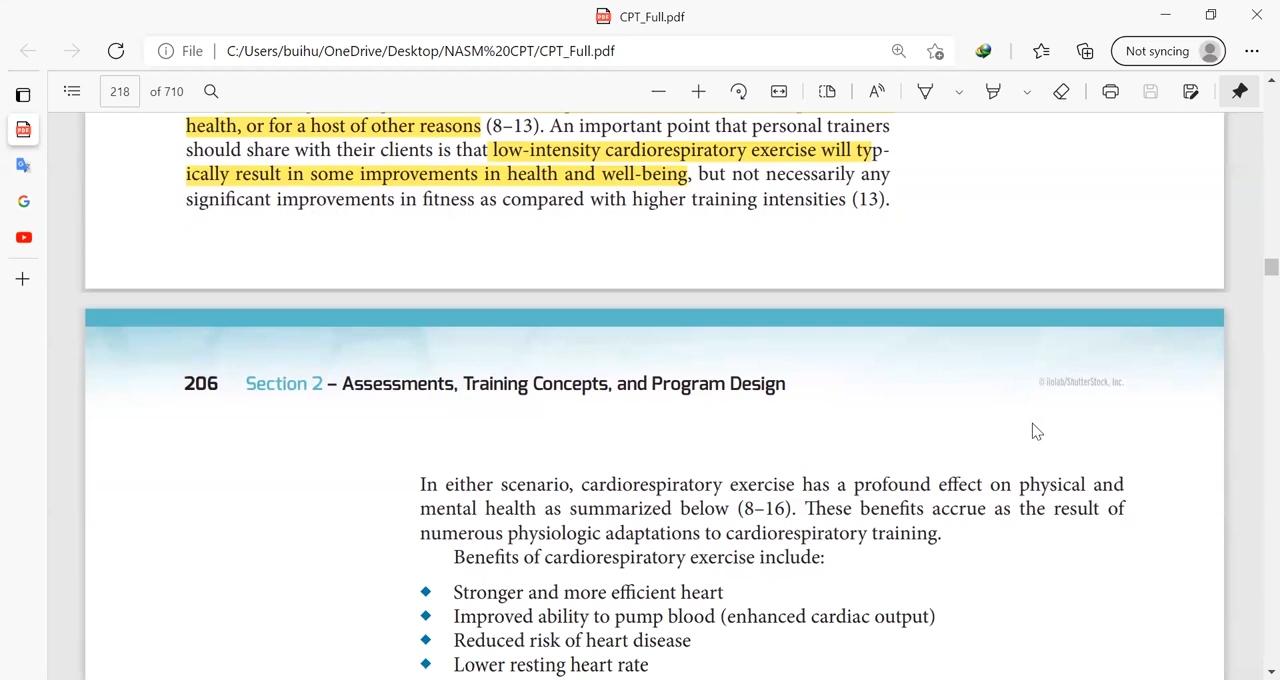 CPT_Full.pdf
File | C:/Users/buihu/OneDrive/Desktop/NASM%20CPT/CPT_Full.pdf
Not syncing
218 of 710
health, or for a host of other reasons (8–13). An important point that personal trainers
should share with their clients is that low-intensity cardiorespiratory exercise will typ-
ically result in some improvements in health and well-being, but not necessarily any
significant improvements in fitness as compared with higher training intensities (13).
206 Section 2 – Assessments, Training Concepts, and Program Design
© ilolab/ShutterStock, Inc.
In either scenario, cardiorespiratory exercise has a profound effect on physical and
mental health as summarized below (8–16). These benefits accrue as the result of
numerous physiologic adaptations to cardiorespiratory training.
Benefits of cardiorespiratory exercise include:
Stronger and more efficient heart
Improved ability to pump blood (enhanced cardiac output)
Reduced risk of heart disease
Lower resting heart rate